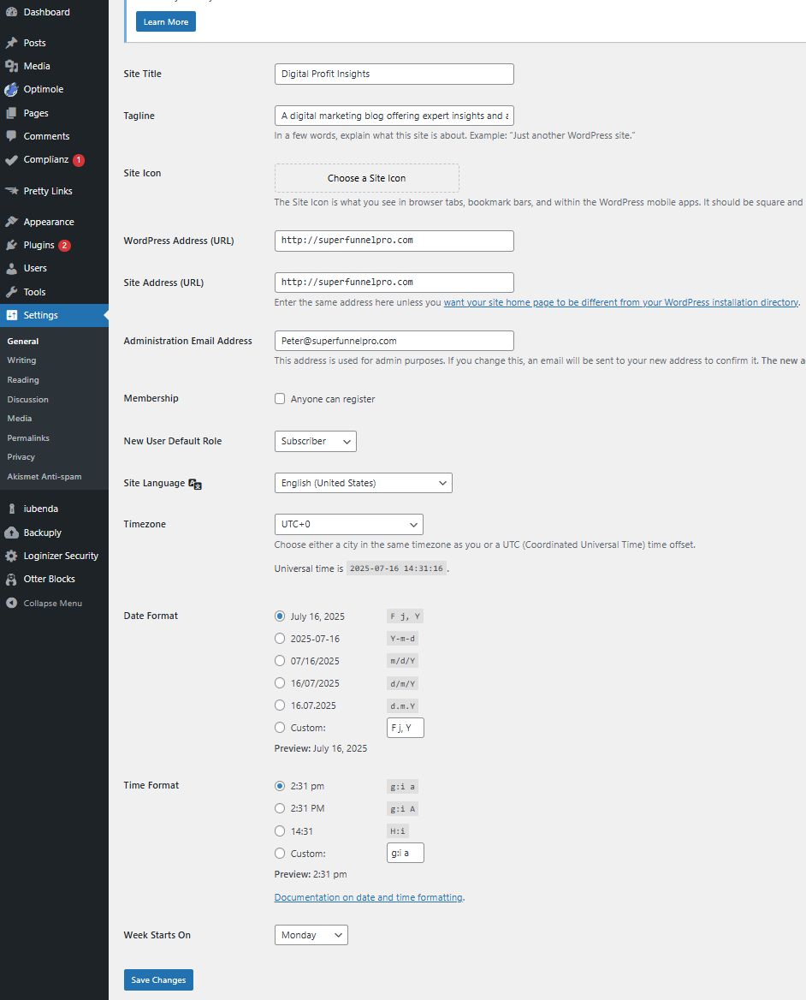 Dashboard
Posts
Media
Optimole
Pages
Comments
Complianz 1
Pretty Links
Appearance
Plugins 2
Users
Tools
Settings
General
Writing
Reading
Discussion
Media
Permalinks
Privacy
Akismet Anti-spam
iubenda
Backuply
Loginizer Security
Otter Blocks
Collapse Menu
Learn More
Site Title
Digital Profit Insights
Tagline
A digital marketing blog offering expert insights and a
In a few words, explain what this site is about. Example: “Just another WordPress site.”
Site Icon
Choose a Site Icon
The Site Icon is what you see in browser tabs, bookmark bars, and within the WordPress mobile apps. It should be square and
WordPress Address (URL)
http://superfunnelpro.com
Site Address (URL)
http://superfunnelpro.com
Enter the same address here unless you want your site home page to be different from your WordPress installation directory.
Administration Email Address
Peter@superfunnelpro.com
This address is used for admin purposes. If you change this, an email will be sent to your new address to confirm it. The new a
Membership
Anyone can register
New User Default Role
Subscriber
Site Language
English (United States)
Timezone
UTC+0
Choose either a city in the same timezone as you or a UTC (Coordinated Universal Time) time offset.
Universal time is 2025-07-16 14:31:16 .
Date Format
July 16, 2025 F j, Y
2025-07-16 Y-m-d
07/16/2025 m/d/Y
16/07/2025 d/m/Y
16.07.2025 d.m.Y
Custom: F j, Y
Preview: July 16, 2025
Time Format
2:31 pm g:i a
2:31 PM g:i A
14:31 H:i
Custom: g:i a
Preview: 2:31 pm
Documentation on date and time formatting.
Week Starts On
Monday
Save Changes